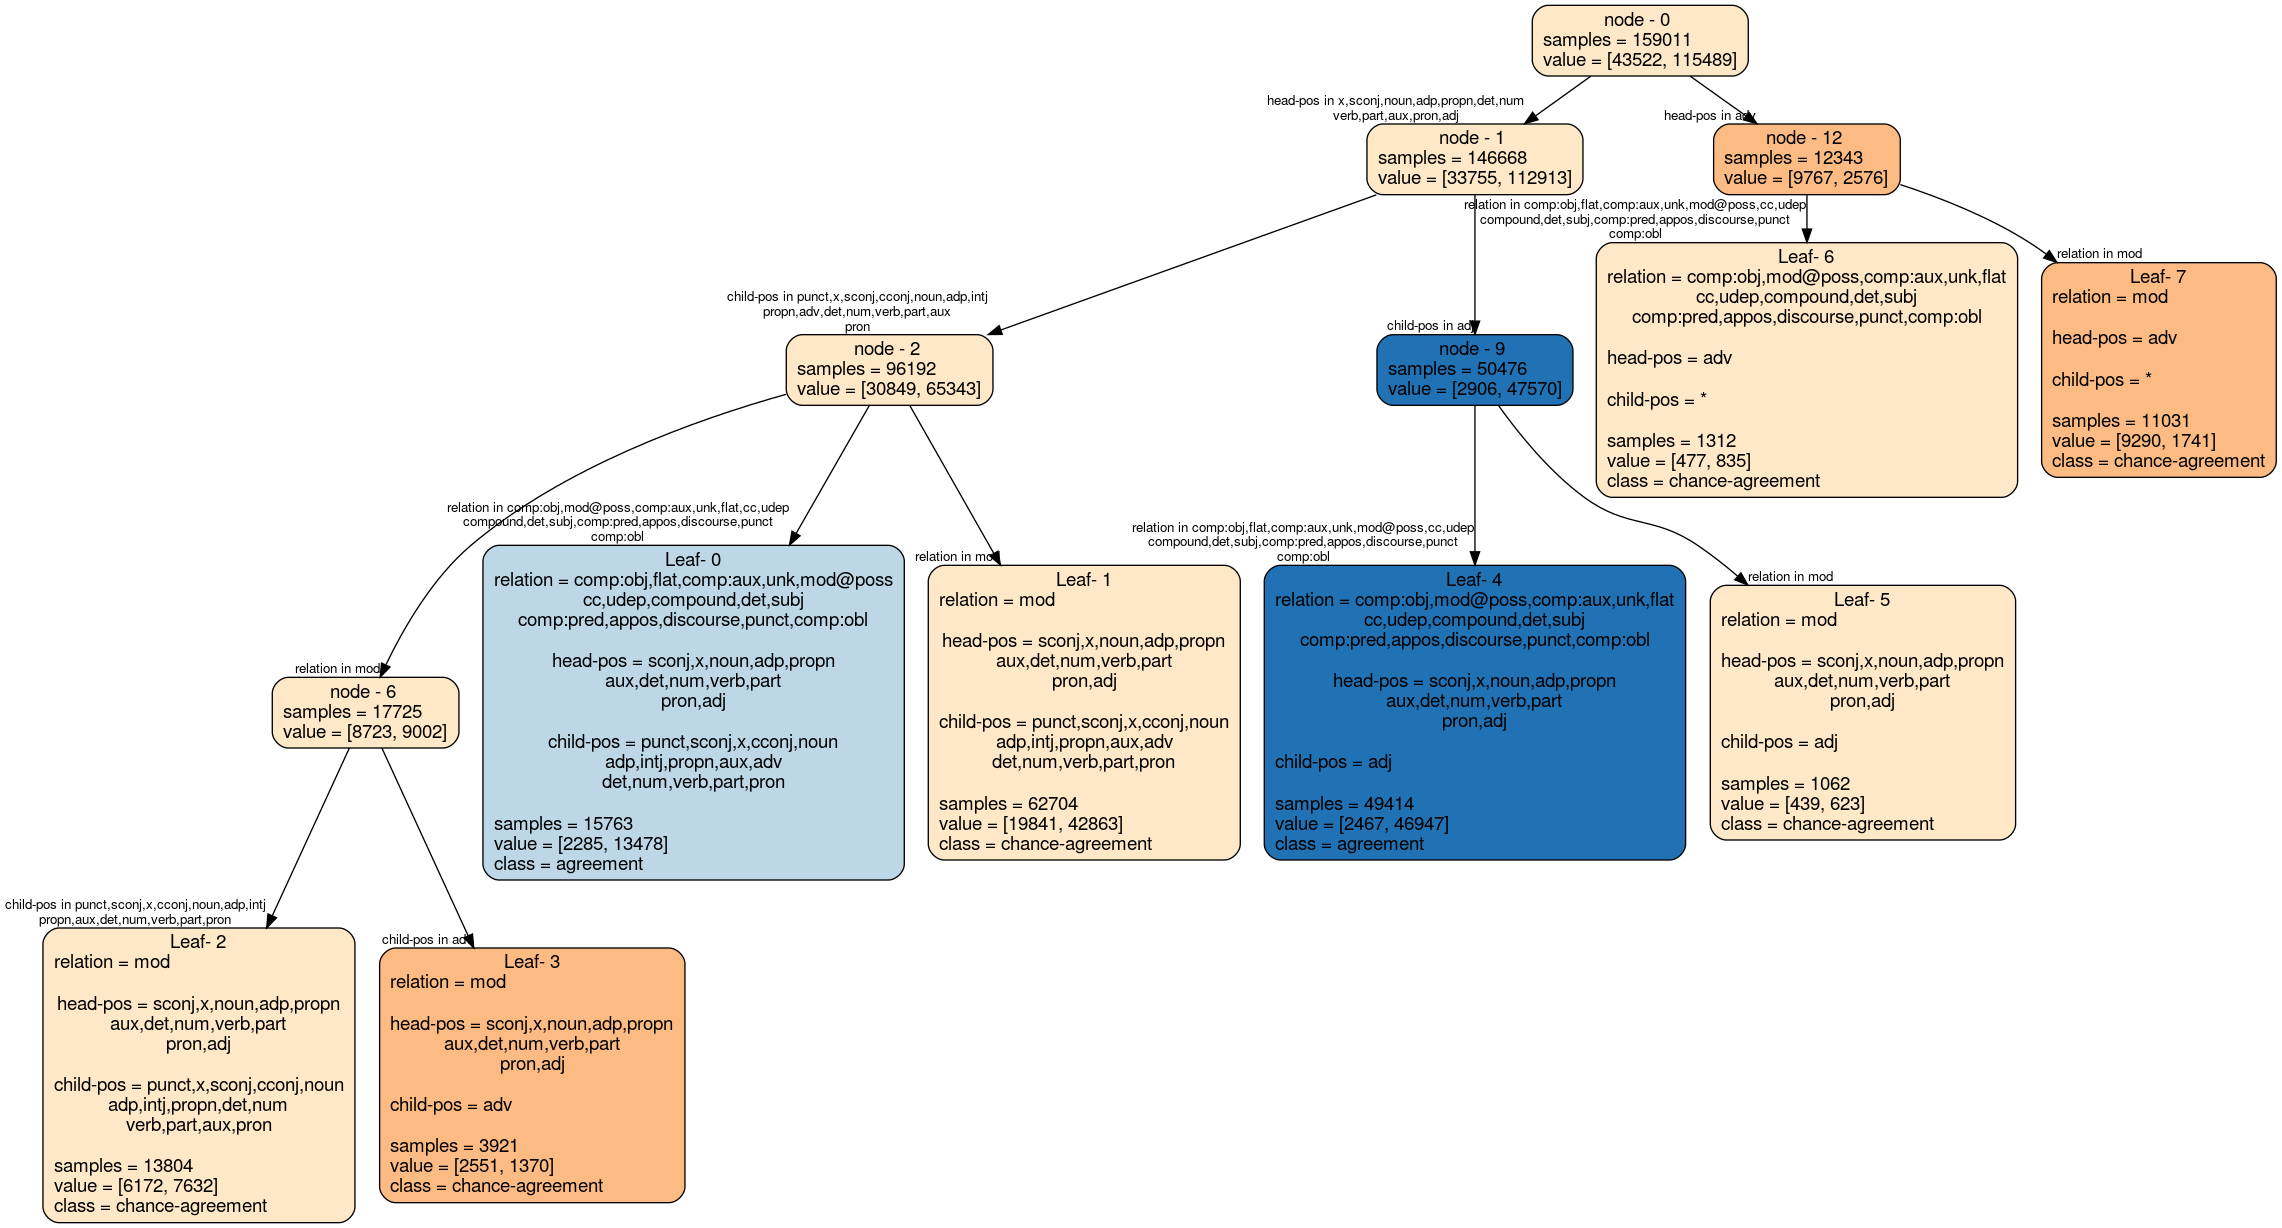 node - 0
samples = 159011
value = [43522, 115489]
head-pos in x,sconj,noun,adp,propn,det,num
verb,part,aux,pron,adj
head-pos in adv
node - 1
samples = 146668
value = [33755, 112913]
node - 12
samples = 12343
value = [9767, 2576]
child-pos in punct,x,sconj,cconj,noun,adp,intj
propn,adv,det,num,verb,part,aux
pron
child-pos in adj
relation in comp:obj,flat,comp:aux,unk,mod@poss,cc,udep
compound,det,subj,comp:pred,appos,discourse,punct
comp:obl
relation in mod
node - 2
samples = 96192
value = [30849, 65343]
node - 9
samples = 50476
value = [2906, 47570]
Leaf- 6
relation = comp:obj,mod@poss,comp:aux,unk,flat
cc,udep,compound,det,subj
comp:pred,appos,discourse,punct,comp:obl
head-pos = adv
child-pos = *
samples = 1312
value = [477, 835]
class = chance-agreement
Leaf- 7
relation = mod
head-pos = adv
child-pos = *
samples = 11031
value = [9290, 1741]
class = chance-agreement
relation in mod
relation in comp:obj,mod@poss,comp:aux,unk,flat,cc,udep
compound,det,subj,comp:pred,appos,discourse,punct
comp:obl
relation in mod
relation in comp:obj,flat,comp:aux,unk,mod@poss,cc,udep
compound,det,subj,comp:pred,appos,discourse,punct
comp:obl
relation in mod
node - 6
samples = 17725
value = [8723, 9002]
Leaf- 0
relation = comp:obj,flat,comp:aux,unk,mod@poss
cc,udep,compound,det,subj
comp:pred,appos,discourse,punct,comp:obl
head-pos = sconj,x,noun,adp,propn
aux,det,num,verb,part
pron,adj
child-pos = punct,sconj,x,cconj,noun
adp,intj,propn,aux,adv
det,num,verb,part,pron
samples = 15763
value = [2285, 13478]
class = agreement
Leaf- 1
relation = mod
head-pos = sconj,x,noun,adp,propn
aux,det,num,verb,part
pron,adj
child-pos = punct,sconj,x,cconj,noun
adp,intj,propn,aux,adv
det,num,verb,part,pron
samples = 62704
value = [19841, 42863]
class = chance-agreement
Leaf- 4
relation = comp:obj,mod@poss,comp:aux,unk,flat
cc,udep,compound,det,subj
comp:pred,appos,discourse,punct,comp:obl
head-pos = sconj,x,noun,adp,propn
aux,det,num,verb,part
pron,adj
child-pos = adj
samples = 49414
value = [2467, 46947]
class = agreement
Leaf- 5
relation = mod
head-pos = sconj,x,noun,adp,propn
aux,det,num,verb,part
pron,adj
child-pos = adj
samples = 1062
value = [439, 623]
class = chance-agreement
child-pos in punct,sconj,x,cconj,noun,adp,intj
propn,aux,det,num,verb,part,pron
child-pos in adv
Leaf- 2
relation = mod
head-pos = sconj,x,noun,adp,propn
aux,det,num,verb,part
pron,adj
child-pos = punct,x,sconj,cconj,noun
adp,intj,propn,det,num
verb,part,aux,pron
samples = 13804
value = [6172, 7632]
class = chance-agreement
Leaf- 3
relation = mod
head-pos = sconj,x,noun,adp,propn
aux,det,num,verb,part
pron,adj
child-pos = adv
samples = 3921
value = [2551, 1370]
class = chance-agreement